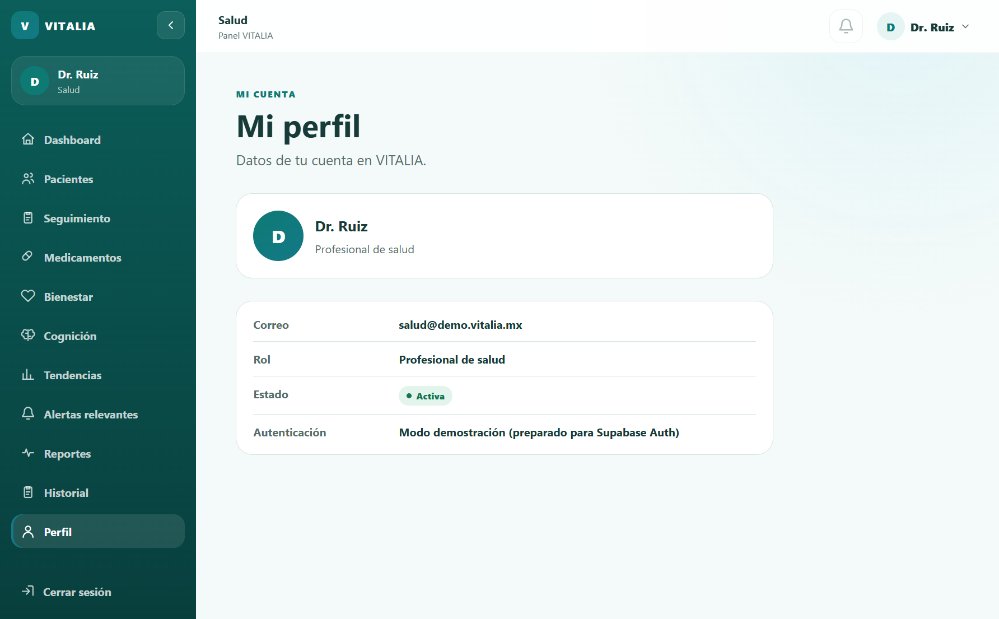 V VITALIA
D Dr. Ruiz
Salud
Dashboard
Pacientes
Seguimiento
Medicamentos
Bienestar
Cognición
Tendencias
Alertas relevantes
Reportes
Historial
Perfil
Cerrar sesión
Salud
Panel VITALIA
D Dr. Ruiz
MI CUENTA
Mi perfil
Datos de tu cuenta en VITALIA.
D Dr. Ruiz
Profesional de salud
Correo salud@demo.vitalia.mx
Rol Profesional de salud
Estado Activa
Autenticación Modo demostración (preparado para Supabase Auth)